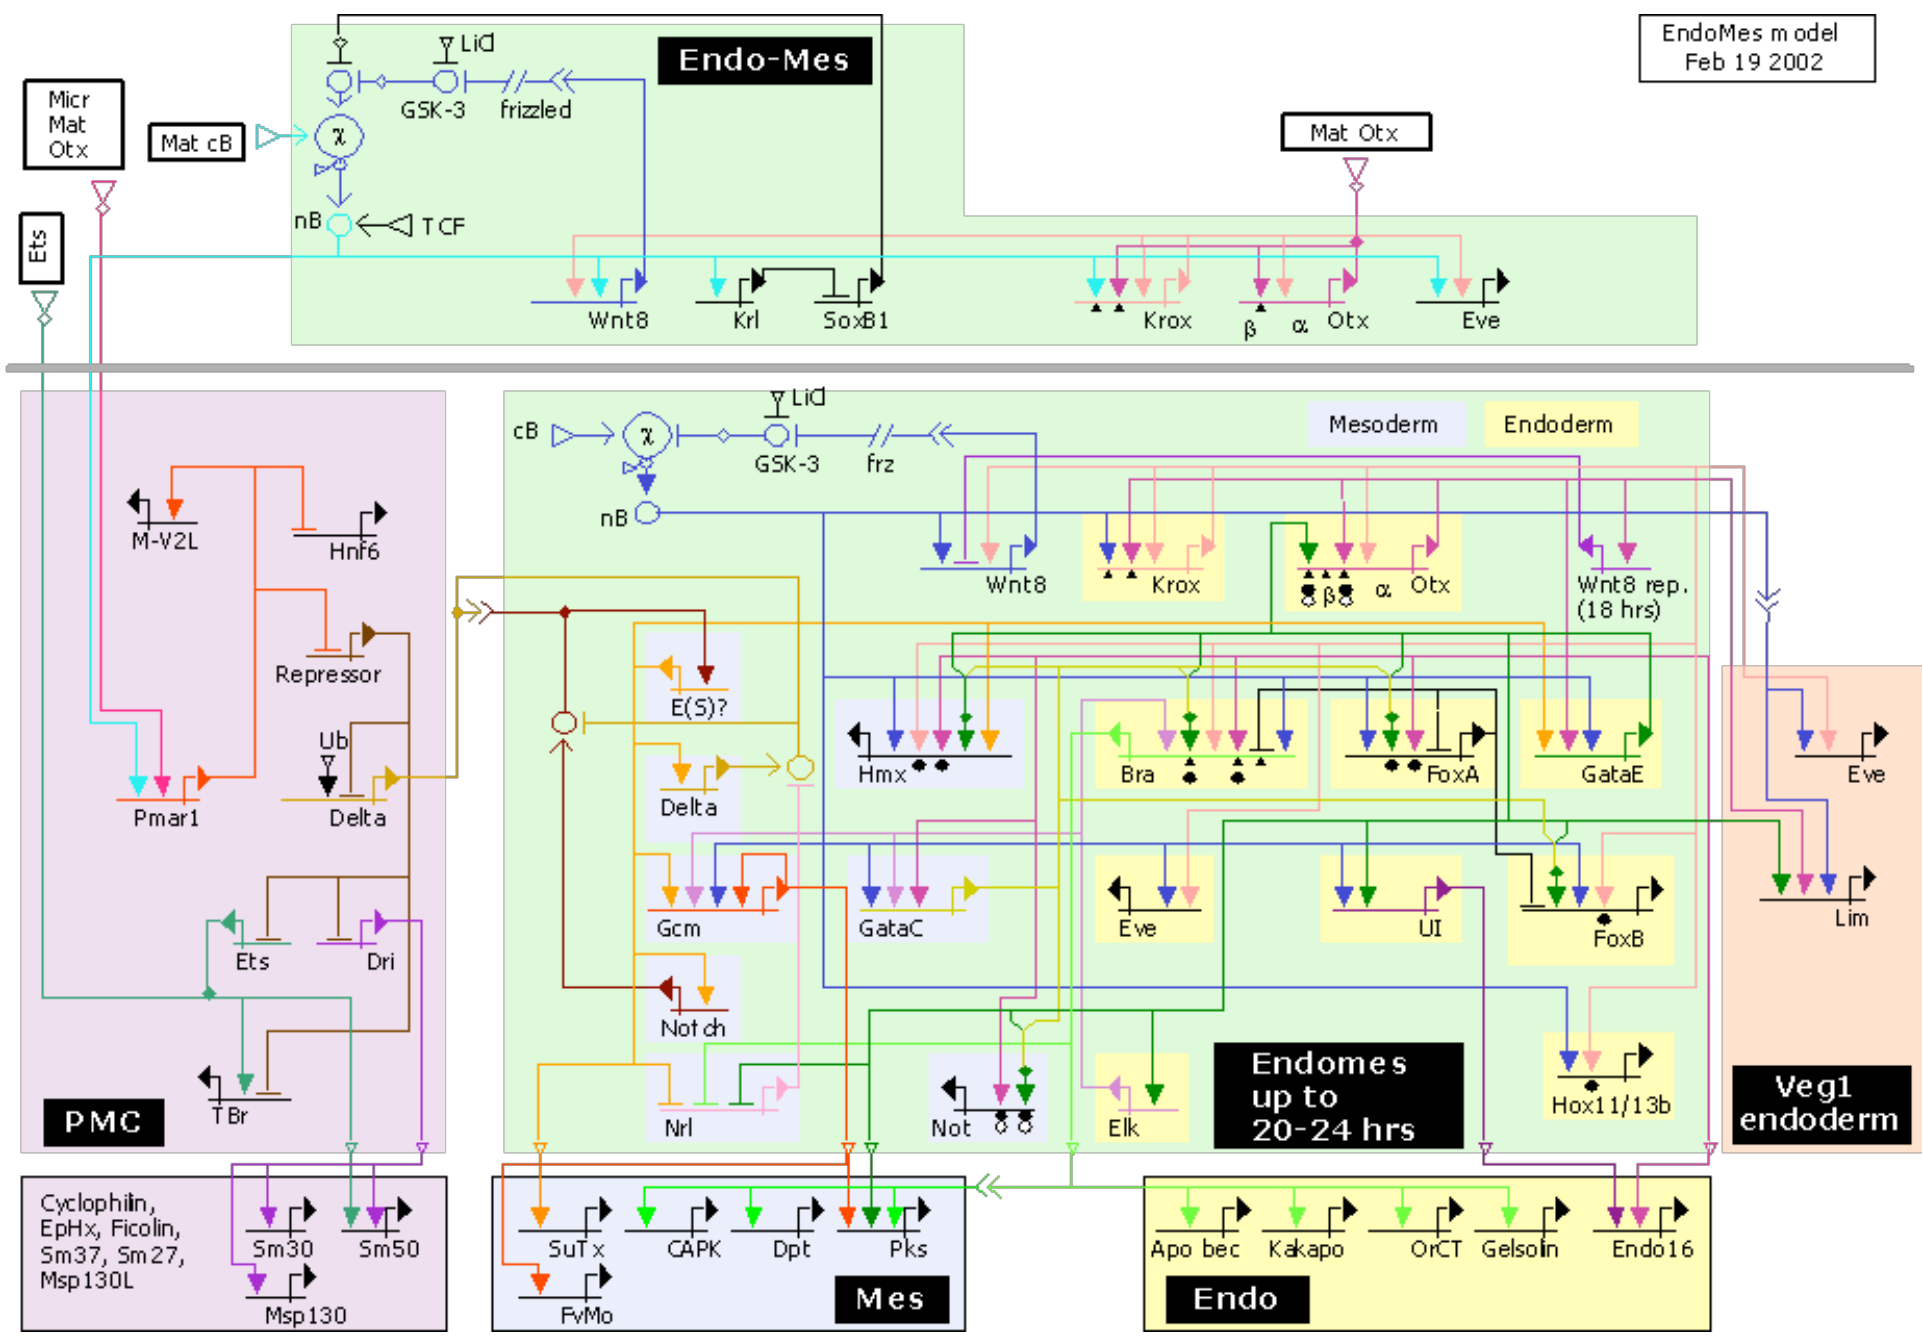 EndoMes model
Feb 19 2002
Endo-Mes
LiCl
GSK-3
frizzled
Micr
Mat
Otx
Mat cB
χ
Mat Otx
nB
TCF
Ets
Wnt8
Krl
SoxB1
Krox
β
α
Otx
Eve
LiCl
Mesoderm
Endoderm
cB
χ
GSK-3
frz
nB
M-V2L
Hnf6
Wnt8
Krox
β
α
Otx
Wnt8 rep.
(18 hrs)
Repressor
E(S)?
Ub
Hmx
Bra
FoxA
GataE
Eve
Pmar1
Delta
Delta
Gcm
GataC
Eve
UI
FoxB
Lim
Ets
Dri
Notch
TBr
Nrl
Not
Elk
Hox11/13b
PMC
Endomes
up to
20-24 hrs
Veg1
endoderm
Cyclophilin,
EpHx, Ficolin,
Sm37, Sm27,
Msp130L
Sm30
Sm50
Msp130
SuTx
CAPK
Dpt
Pks
FvMo
Mes
Apo bec
Kakapo
OrCT
Gelsolin
Endo16
Endo